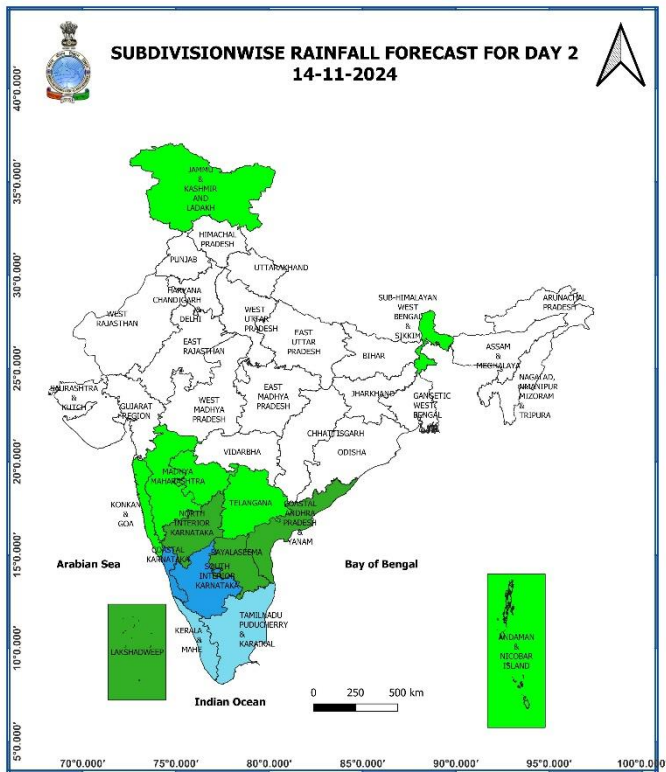 SUBDIVISIONWISE RAINFALL FORECAST FOR DAY 2
14-11-2024
40°0.000'
35°0.000'
30°0.000'
25°0.000'
20°0.000'
15°0.000'
10°0.000'
5°0.000'
JAMMU
&
KASHMIR
AND
LADAKH
HIMACHAL
PRADESH
PUNJAB
UTTARAKHAND
HARYANA
CHANDIGARH
&
DELHI
WEST
RAJASTHAN
WEST
UTTAR
PRADESH
EAST
UTTAR
PRADESH
EAST
RAJASTHAN
SUB-HIMALAYAN
WEST
BENGAL
&
SIKKIM
ARUNACHAL
PRADESH
ASSAM
&
MEGHALAYA
BIHAR
MANIPUR
MIZORAM
&
TRIPURA
SAURASHTRA
&
KUTCH
GUJARAT
REGION
WEST
MADHYA
PRADESH
EAST
MADHYA
PRADESH
JHARKHAND
GANGETIC
WEST
BENGAL
CHHATTISGARH
ODISHA
VIDARBHA
MADHYA
MAHARASHTRA
TELANGANA
KONKAN
&
GOA
NORTH
INTERIOR
KARNATAKA
COASTAL
ANDHRA
PRADESH
&
YANAM
COASTAL
KARNATAKA
RAYALASEEMA
SOUTH
INTERIOR
KARNATAKA
Arabian Sea
Bay of Bengal
TAMILNADU
PUDUCHERRY
&
KARAIKAL
KERALA
&
MAHE
LAKSHADWEEP
ANDAMAN
&
NICOBAR
ISLAND
Indian Ocean
0 250 500 km
70°0.000' 75°0.000' 80°0.000' 85°0.000' 90°0.000' 95°0.000' 100°0.000'